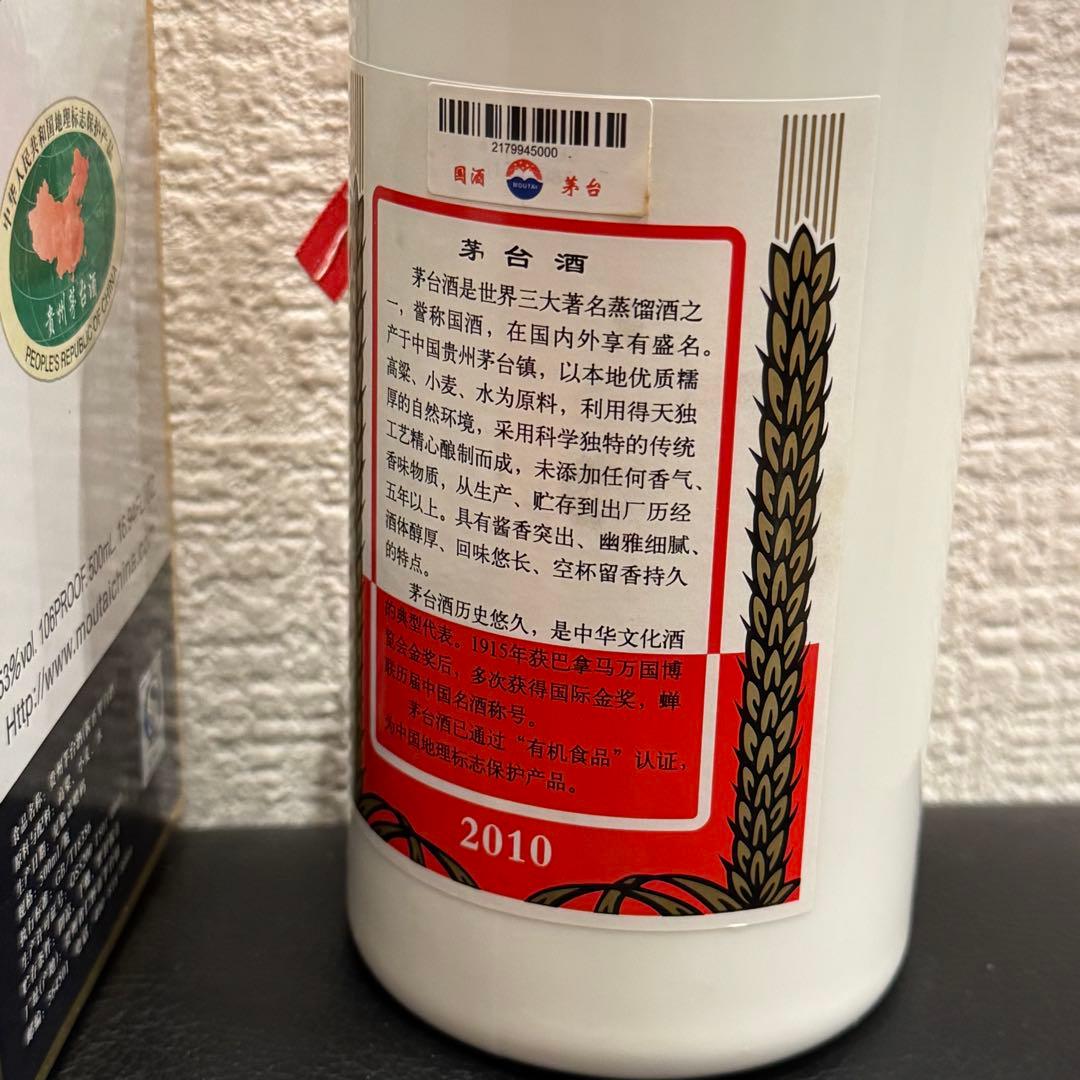 中华人民共和国地理标志保护产品
贵州茅台酒
PEOPLE'S REPUBLIC OF CHINA
53%vol. 106PROOF. 500mL.
Http://www.moutaichina.com
2179945000
国酒
MOUTAI
茅台
茅台酒
茅台酒是世界三大著名蒸馏酒之
一，誉称国酒，在国内外享有盛名。
产于中国贵州茅台镇，以本地优质糯
高粱、小麦、水为原料，利用得天独
厚的自然环境，采用科学独特的传统
工艺精心酿制而成，未添加任何香气、
香味物质，从生产、贮存到出厂历经
五年以上。具有酱香突出、幽雅细腻、
酒体醇厚、回味悠长、空杯留香持久
的特点。
茅台酒历史悠久，是中华文化酒
的典型代表。1915年获巴拿马万国博
览会金奖后，多次获得国际金奖，蝉
联历届中国名酒称号。
茅台酒已通过“有机食品”认证，
为中国地理标志保护产品。
2010